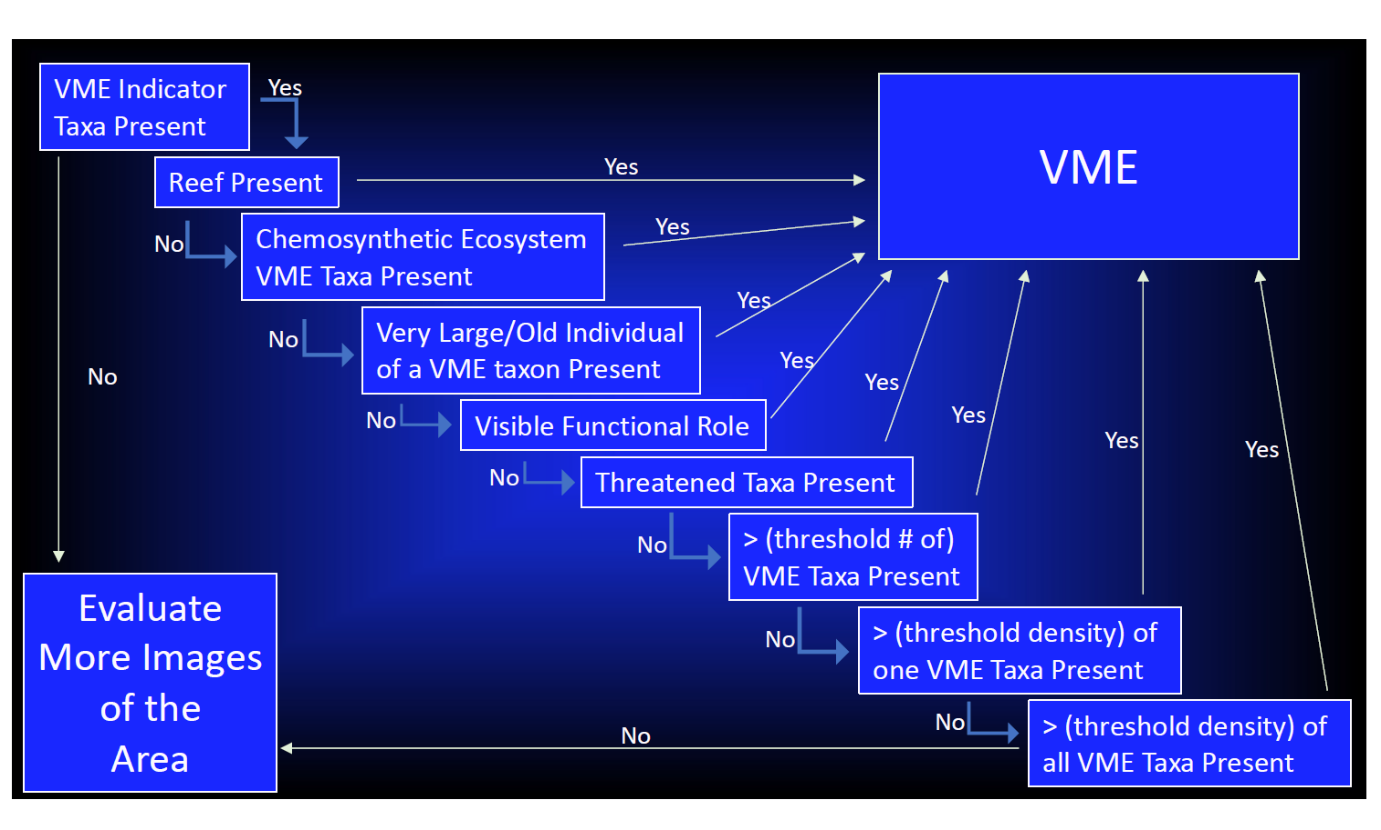 VME Indicator
Taxa Present
Yes
VME
Reef Present
Yes
No
Chemosynthetic Ecosystem
VME Taxa Present
Yes
No
Very Large/Old Individual
of a VME taxon Present
Yes
No
Visible Functional Role
Yes
No
Threatened Taxa Present
Yes
No
> (threshold # of)
VME Taxa Present
Yes
No
> (threshold density) of
one VME Taxa Present
Yes
No
> (threshold density) of
all VME Taxa Present
Yes
No
No
Evaluate
More Images
of the
Area